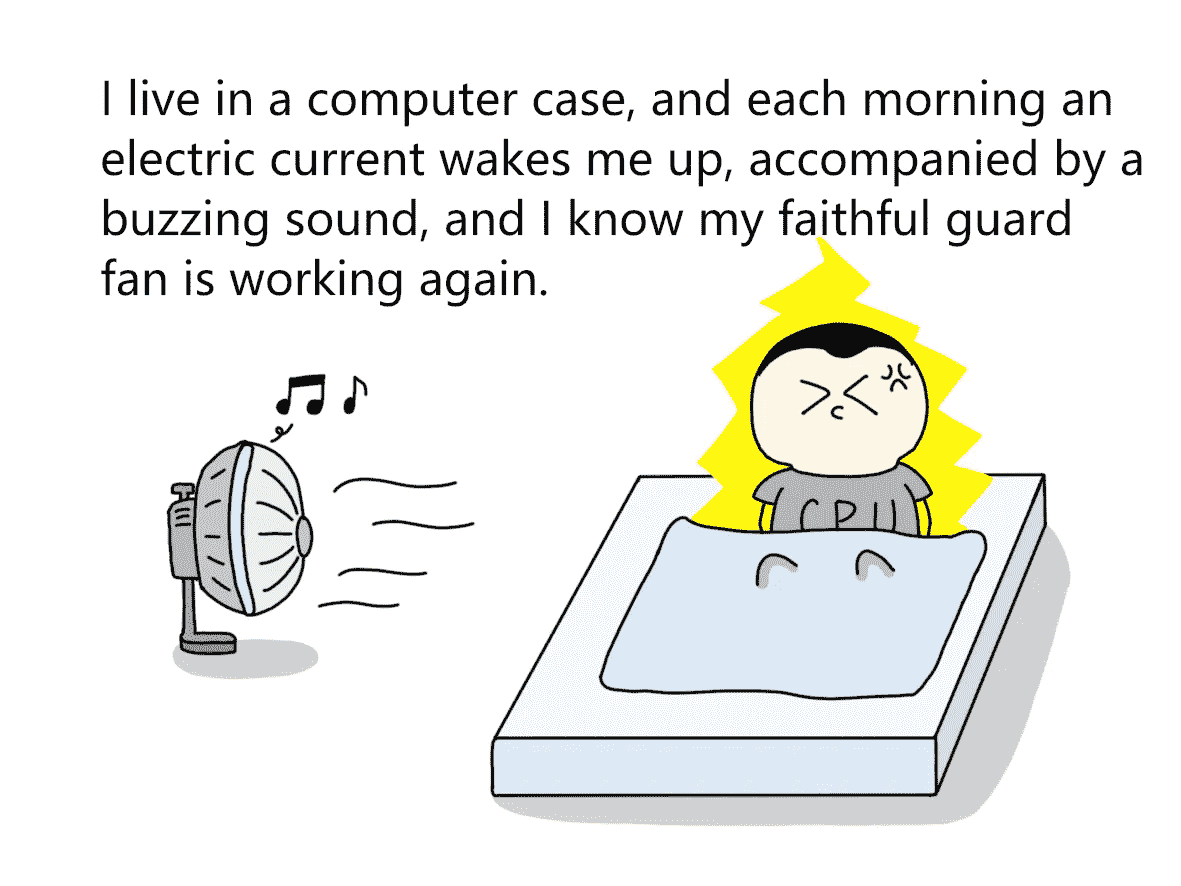 I live in a computer case, and each morning an
electric current wakes me up, accompanied by a
buzzing sound, and I know my faithful guard
fan is working again.
CPU